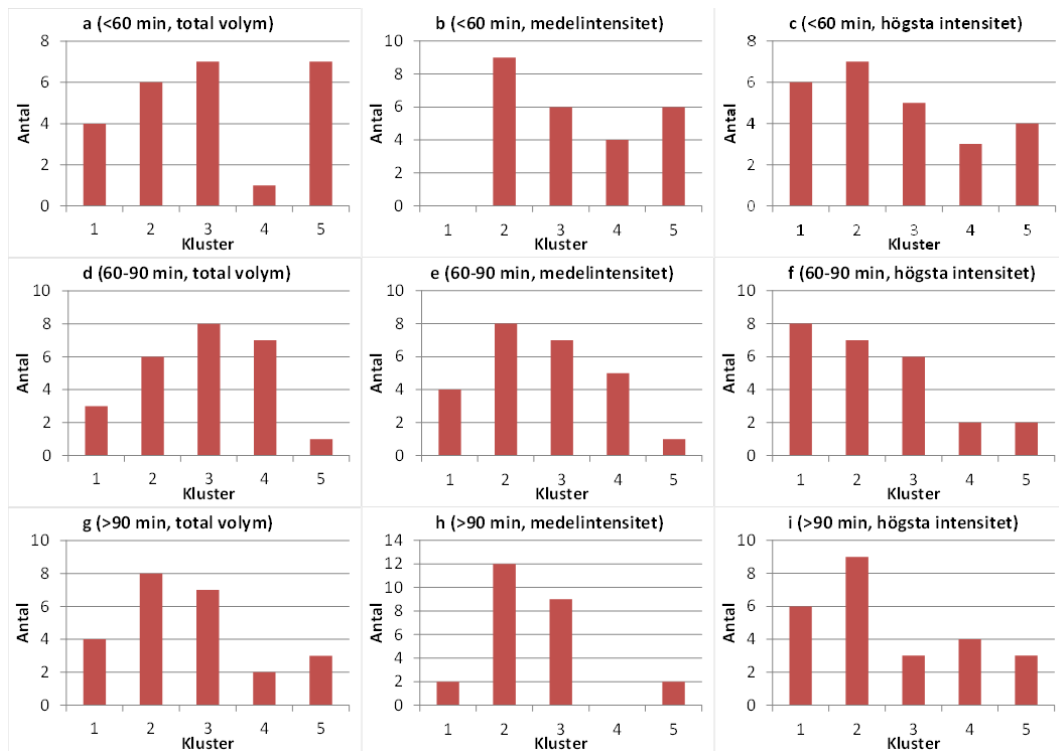 a (<60 min, total volym)
8
6
4
2
0
Antal
1 2 3 4 5
Kluster
b (<60 min, medelintensitet)
10
8
6
4
2
0
Antal
1 2 3 4 5
Kluster
c (<60 min, högsta intensitet)
8
6
4
2
0
Antal
1 2 3 4 5
Kluster
d (60-90 min, total volym)
10
8
6
4
2
0
Antal
1 2 3 4 5
Kluster
e (60-90 min, medelintensitet)
10
8
6
4
2
0
Antal
1 2 3 4 5
Kluster
f (60-90 min, högsta intensitet)
10
8
6
4
2
0
Antal
1 2 3 4 5
Kluster
g (>90 min, total volym)
10
8
6
4
2
0
Antal
1 2 3 4 5
Kluster
h (>90 min, medelintensitet)
14
12
10
8
6
4
2
0
Antal
1 2 3 4 5
Kluster
i (>90 min, högsta intensitet)
10
8
6
4
2
0
Antal
1 2 3 4 5
Kluster